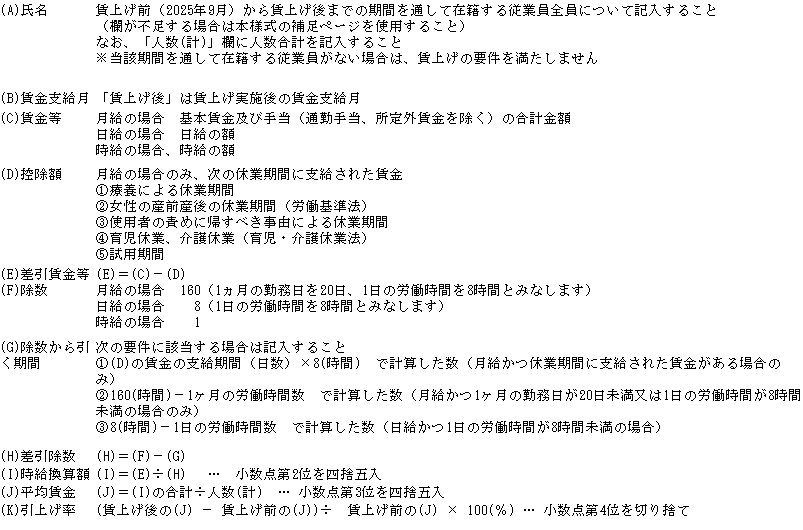 (A)氏名 賃上げ前（2025年9月）から賃上げ後までの期間を通して在籍する従業員全員について記入すること
（欄が不足する場合は本様式の補足ページを使用すること）
なお、「人数(計)」欄に人数合計を記入すること
※当該期間を通して在籍する従業員がない場合は、賃上げの要件を満たしません
(B)賃金支給月 「賃上げ後」は賃上げ実施後の賃金支給月
(C)賃金等 月給の場合 基本賃金及び手当（通勤手当、所定外賃金を除く）の合計金額
日給の場合 日給の額
時給の場合、時給の額
(D)控除額 月給の場合のみ、次の休業期間に支給された賃金
①療養による休業期間
②女性の産前産後の休業期間（労働基準法）
③使用者の責めに帰すべき事由による休業期間
④育児休業、介護休業（育児・介護休業法）
⑤試用期間
(E)差引賃金等 (E)＝(C)－(D)
(F)除数 月給の場合 160（1ヵ月の勤務日を20日、1日の労働時間を8時間とみなします）
日給の場合 8（1日の労働時間を8時間とみなします）
時給の場合 1
(G)除数から引 次の要件に該当する場合は記入すること
く期間 ①(D)の賃金の支給期間（日数）×8(時間) で計算した数（月給かつ休業期間に支給された賃金がある場合の
み）
②160(時間)－1ヶ月の労働時間数 で計算した数（月給かつ1ヶ月の勤務日が20日未満又は1日の労働時間が8時間
未満の場合のみ）
③8(時間)－1日の労働時間数 で計算した数（日給かつ1日の労働時間が8時間未満の場合）
(H)差引除数 (H)＝(F)－(G)
(I)時給換算額 (I)＝(E)÷(H) … 小数点第2位を四捨五入
(J)平均賃金 (J)＝(I)の合計÷人数(計) … 小数点第3位を四捨五入
(K)引上げ率 (賃上げ後の(J) － 賃上げ前の(J))÷ 賃上げ前の(J) × 100(％) … 小数点第4位を切り捨て